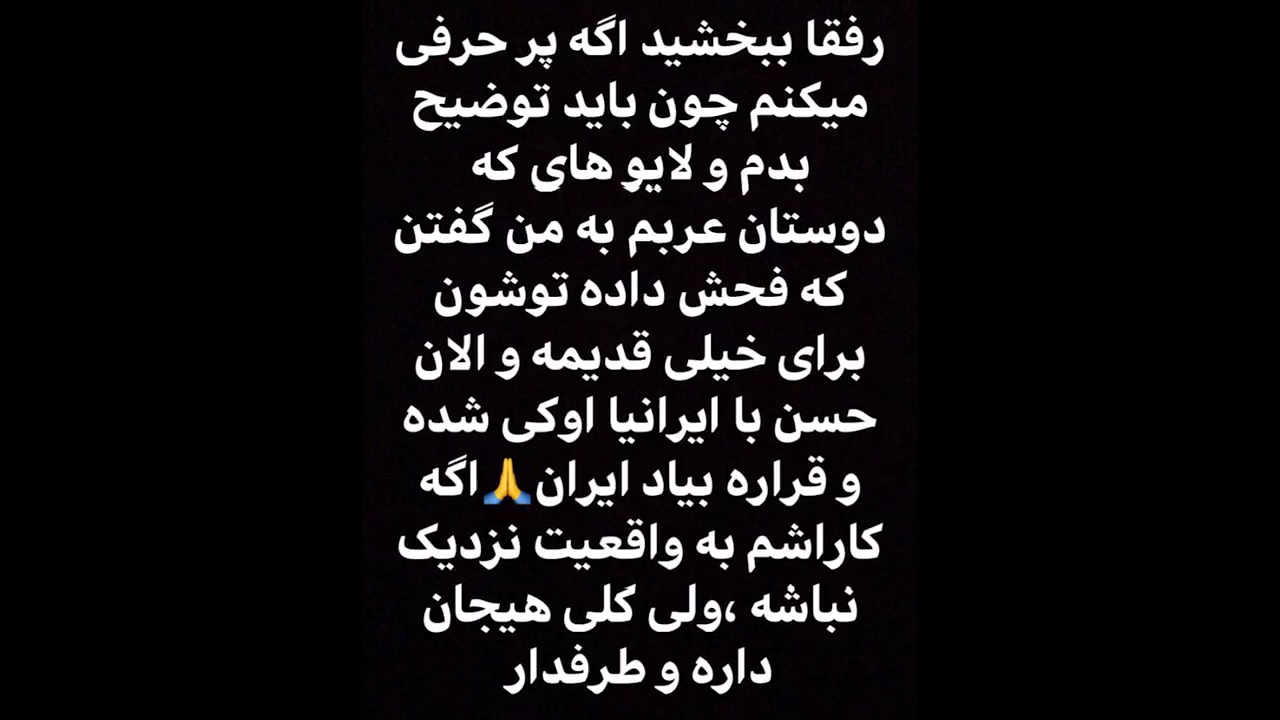 رفقا ببخشید اگه پر حرفی
میکنم چون باید توضیح
بدم و لایو های که
دوستان عربم به من گفتن
که فحش داده توشون
برای خیلی قدیمه و الان
حسن با ایرانیا اوکی شده
و قراره بیاد ایران🙏اگه
کاراشم به واقعیت نزدیک
نباشه ،ولی کلی هیجان
داره و طرفدار